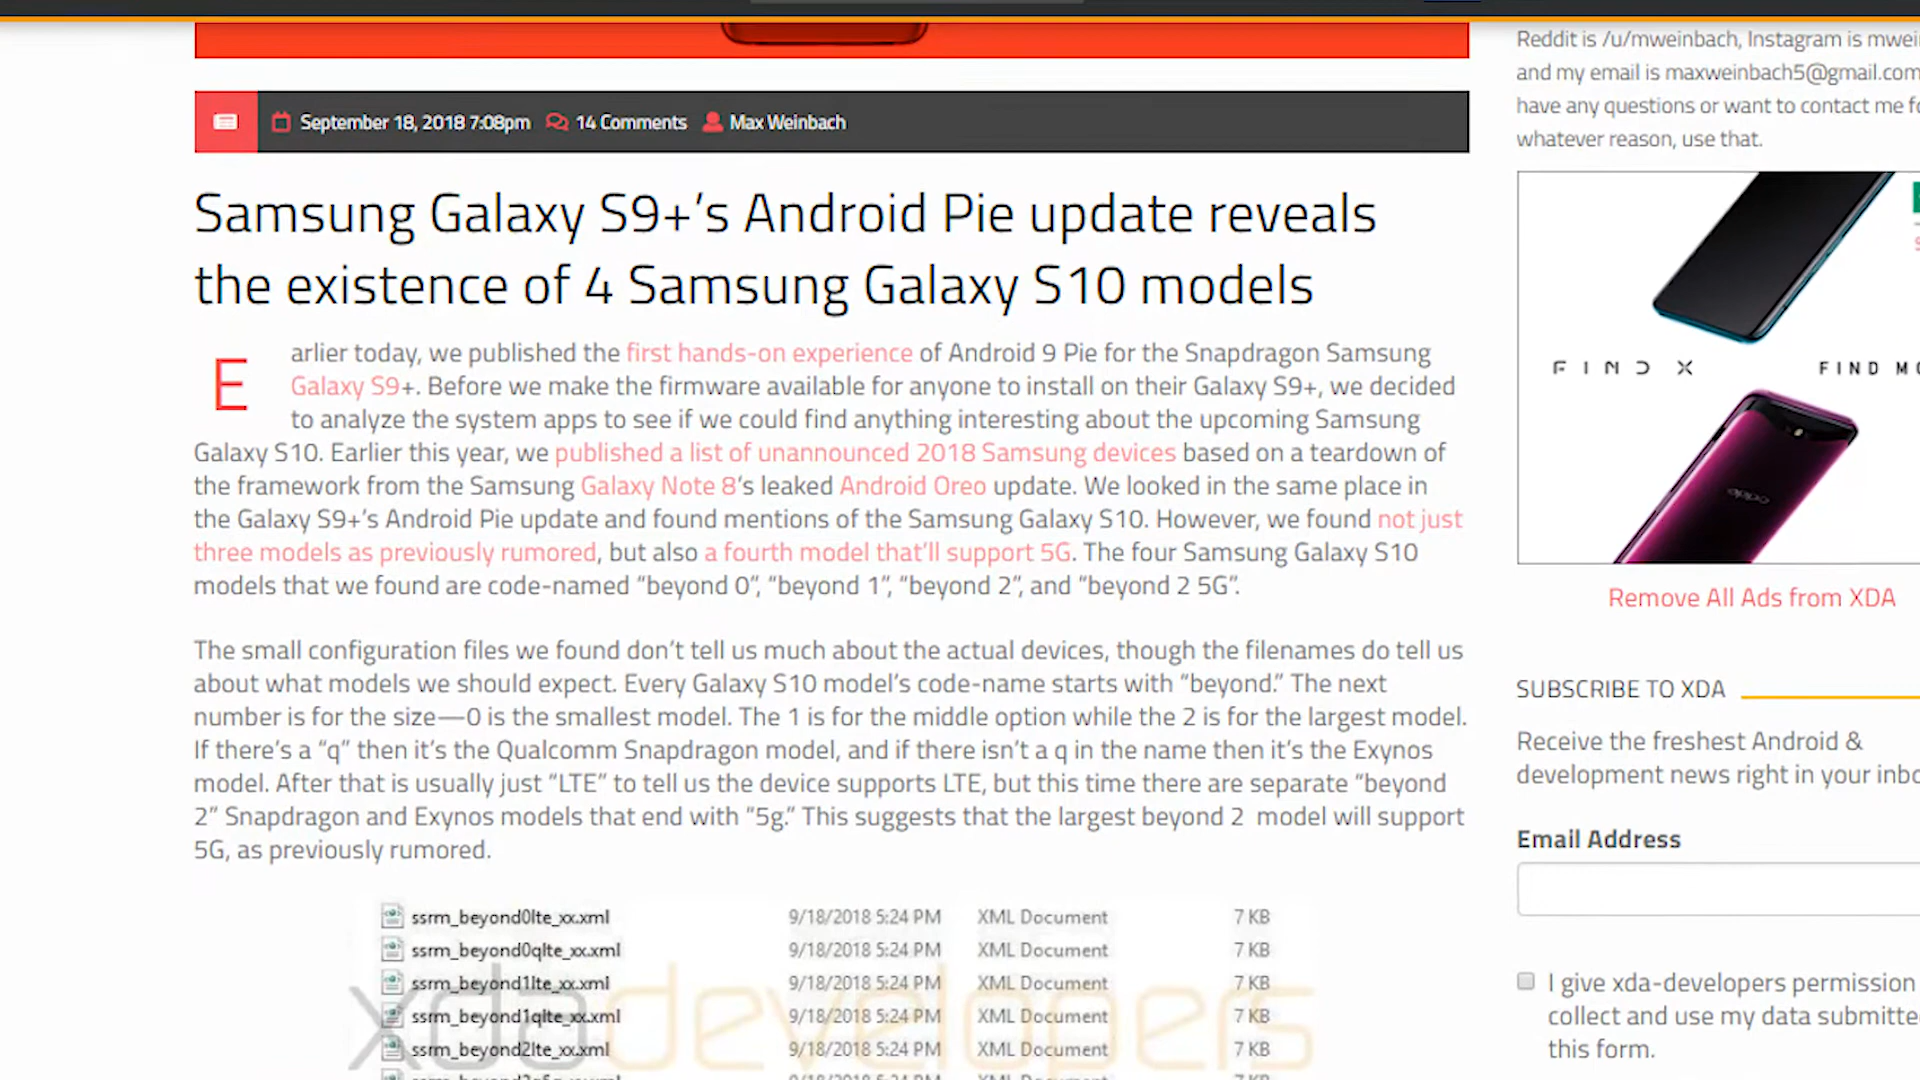 September 18, 2018 7:08pm 14 Comments Max Weinbach
Samsung Galaxy S9+’s Android Pie update reveals
the existence of 4 Samsung Galaxy S10 models
Earlier today, we published the first hands-on experience of Android 9 Pie for the Snapdragon Samsung
Galaxy S9+. Before we make the firmware available for anyone to install on their Galaxy S9+, we decided
to analyze the system apps to see if we could find anything interesting about the upcoming Samsung
Galaxy S10. Earlier this year, we published a list of unannounced 2018 Samsung devices based on a teardown of
the framework from the Samsung Galaxy Note 8’s leaked Android Oreo update. We looked in the same place in
the Galaxy S9+’s Android Pie update and found mentions of the Samsung Galaxy S10. However, we found not just
three models as previously rumored, but also a fourth model that’ll support 5G. The four Samsung Galaxy S10
models that we found are code-named “beyond 0”, “beyond 1”, “beyond 2”, and “beyond 2 5G”.
The small configuration files we found don’t tell us much about the actual devices, though the filenames do tell us
about what models we should expect. Every Galaxy S10 model’s code-name starts with “beyond.” The next
number is for the size—0 is the smallest model. The 1 is for the middle option while the 2 is for the largest model.
If there’s a “q” then it’s the Qualcomm Snapdragon model, and if there isn’t a q in the name then it’s the Exynos
model. After that is usually just “LTE” to tell us the device supports LTE, but this time there are separate “beyond
2” Snapdragon and Exynos models that end with “5g.” This suggests that the largest beyond 2 model will support
5G, as previously rumored.
ssrm_beyond0lte_xx.xml 9/18/2018 5:24 PM XML Document 7 KB
ssrm_beyond0qlte_xx.xml 9/18/2018 5:24 PM XML Document 7 KB
ssrm_beyond1lte_xx.xml 9/18/2018 5:24 PM XML Document 7 KB
ssrm_beyond1qlte_xx.xml 9/18/2018 5:24 PM XML Document 7 KB
ssrm_beyond2lte_xx.xml 9/18/2018 5:24 PM XML Document 7 KB
xdadevelopers
Reddit is /u/mweinbach, Instagram is mwei
and my email is maxweinbach5@gmail.com
have any questions or want to contact me fo
whatever reason, use that.
FIND X FIND MO
oppo
Remove All Ads from XDA
SUBSCRIBE TO XDA
Receive the freshest Android &
development news right in your inbo
Email Address
I give xda-developers permission
collect and use my data submitte
this form.